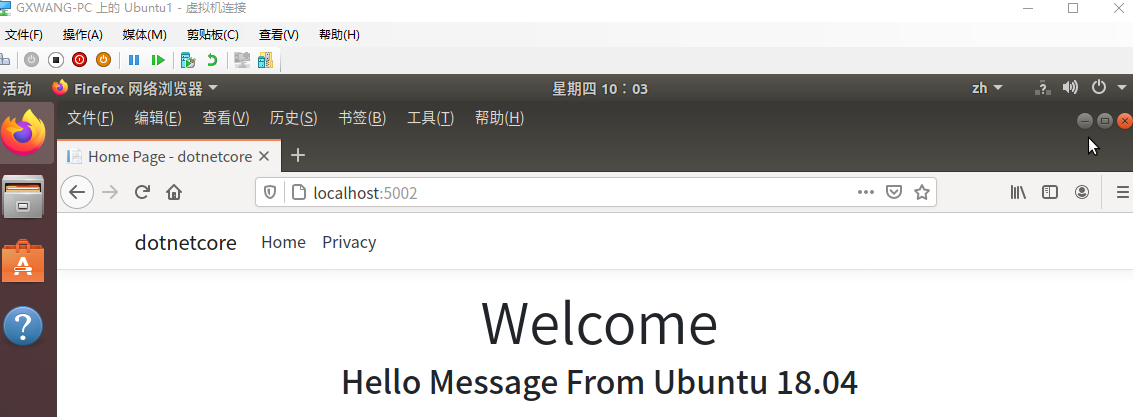 GXWANG-PC 上的 Ubuntu1 - 虚拟机连接
文件(F) 操作(A) 媒体(M) 剪贴板(C) 查看(V) 帮助(H)
活动 Firefox 网络浏览器 星期四 10：03 zh
文件(F) 编辑(E) 查看(V) 历史(S) 书签(B) 工具(T) 帮助(H)
Home Page - dotnetcore
localhost:5002
dotnetcore Home Privacy
Welcome
Hello Message From Ubuntu 18.04